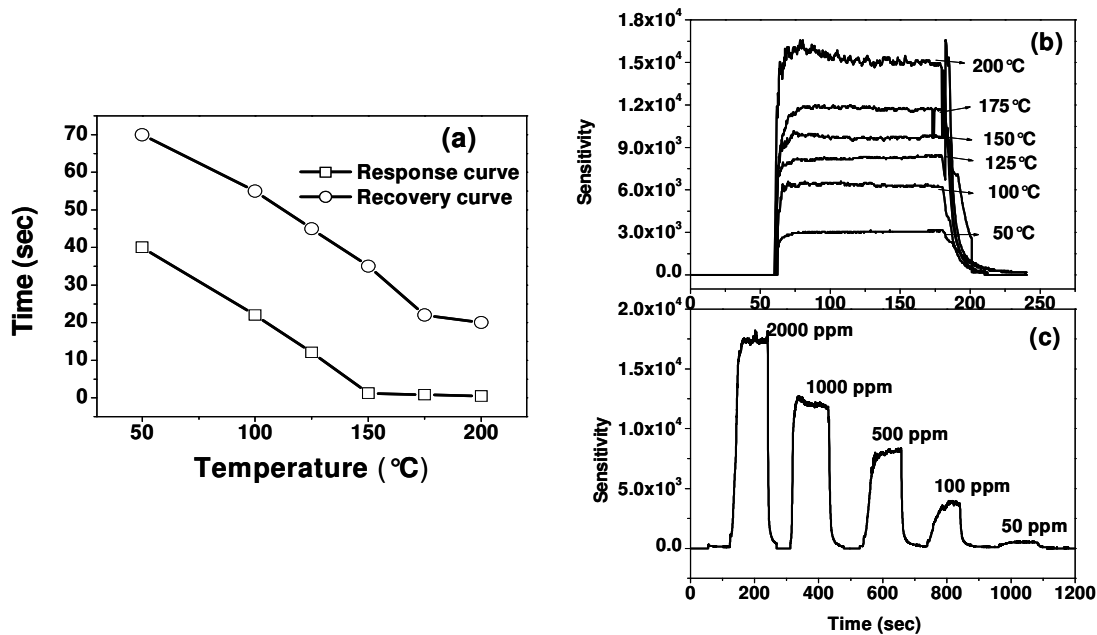 (a)
Response curve
Recovery curve
70
60
50
40
30
20
10
0
50
100
150
200
Time (sec)
Temperature (°C)
(b)
1.8x10⁴
1.5x10⁴
1.2x10⁴
9.0x10³
6.0x10³
3.0x10³
0.0
Sensitivity
200°C
175°C
150°C
125°C
100°C
50°C
0
50
100
150
200
250
(c)
2.0x10⁴
1.5x10⁴
1.0x10⁴
5.0x10³
0.0
Sensitivity
2000 ppm
1000 ppm
500 ppm
100 ppm
50 ppm
0
200
400
600
800
1000
1200
Time (sec)